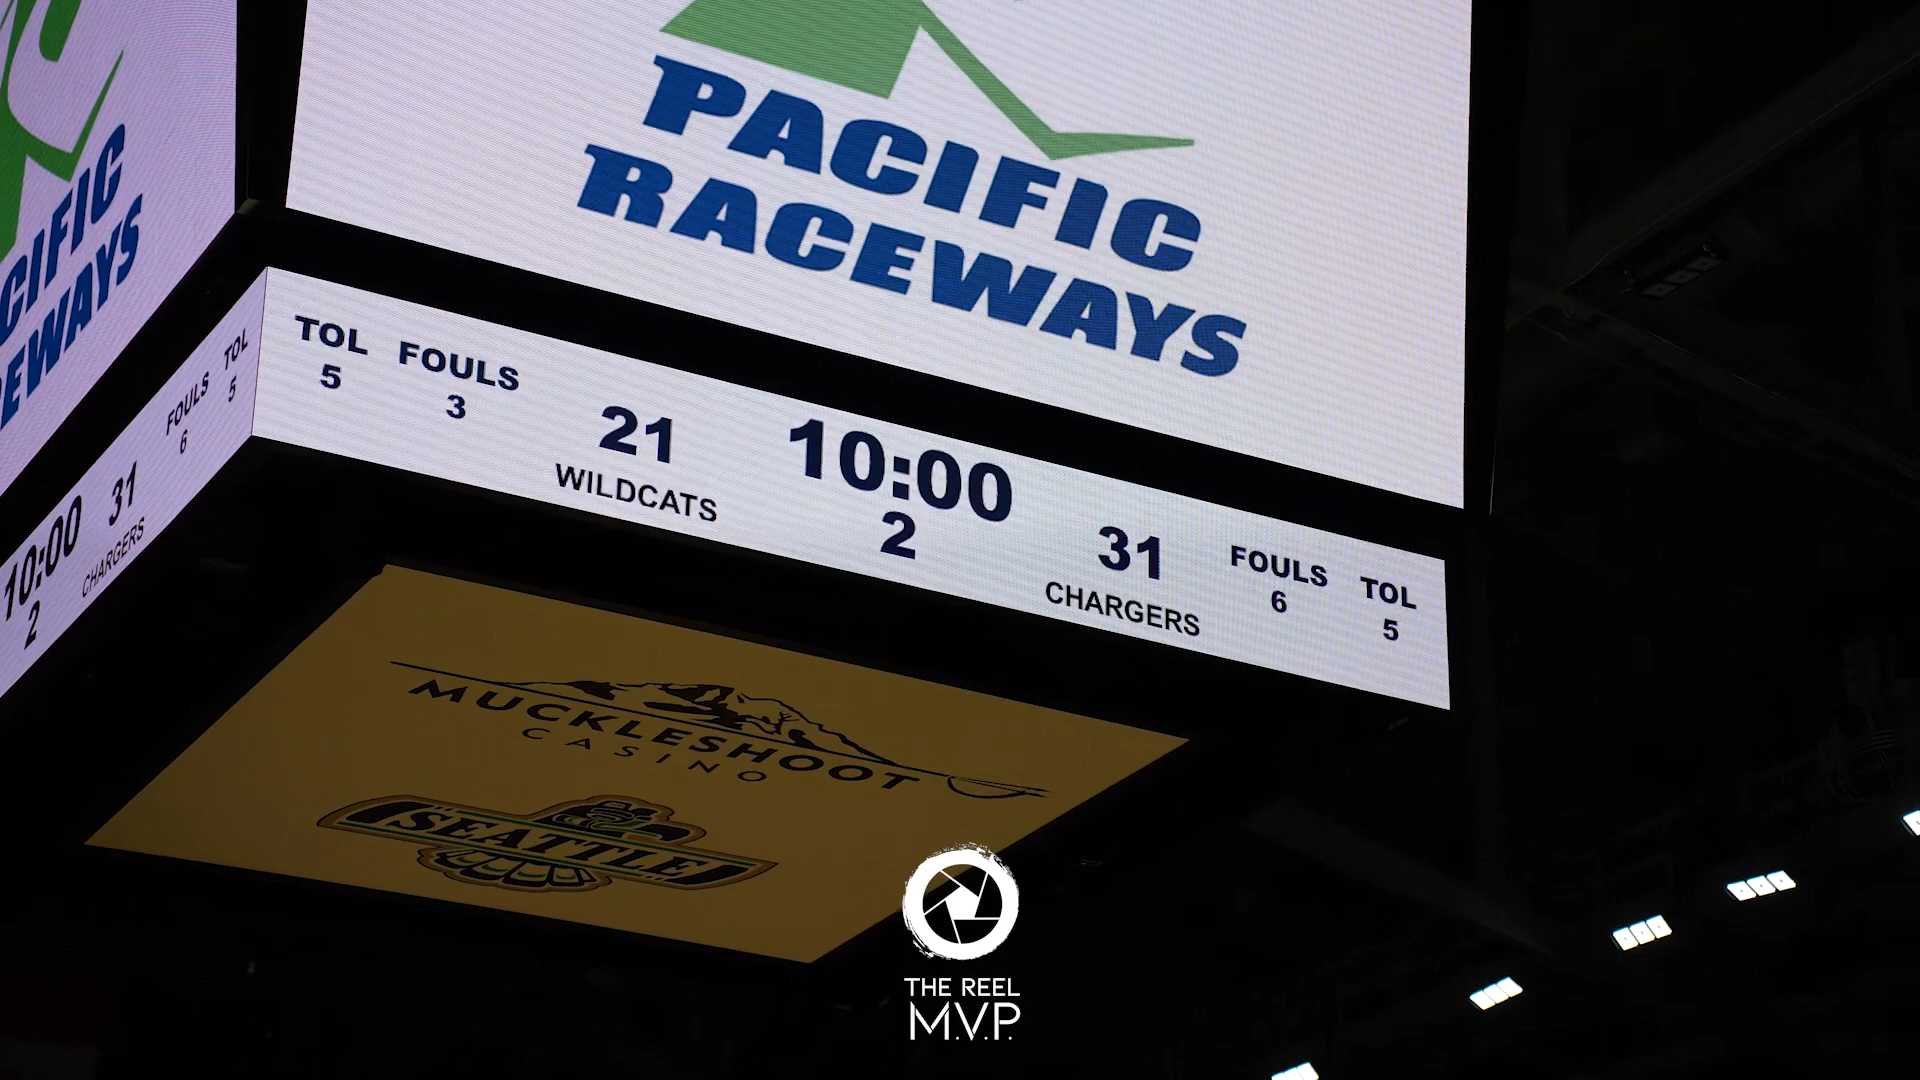 PACIFIC
RACEWAYS
CIFIC
EWAYS
TOL FOULS
5 3
21 10:00 31
WILDCATS 2 CHARGERS
FOULS TOL
6 5
FOULS TOL
6 5
10:00 31
2 CHARGERS
MUCKLESHOOT
CASINO
SEATTLE
THE REEL
M.V.P.